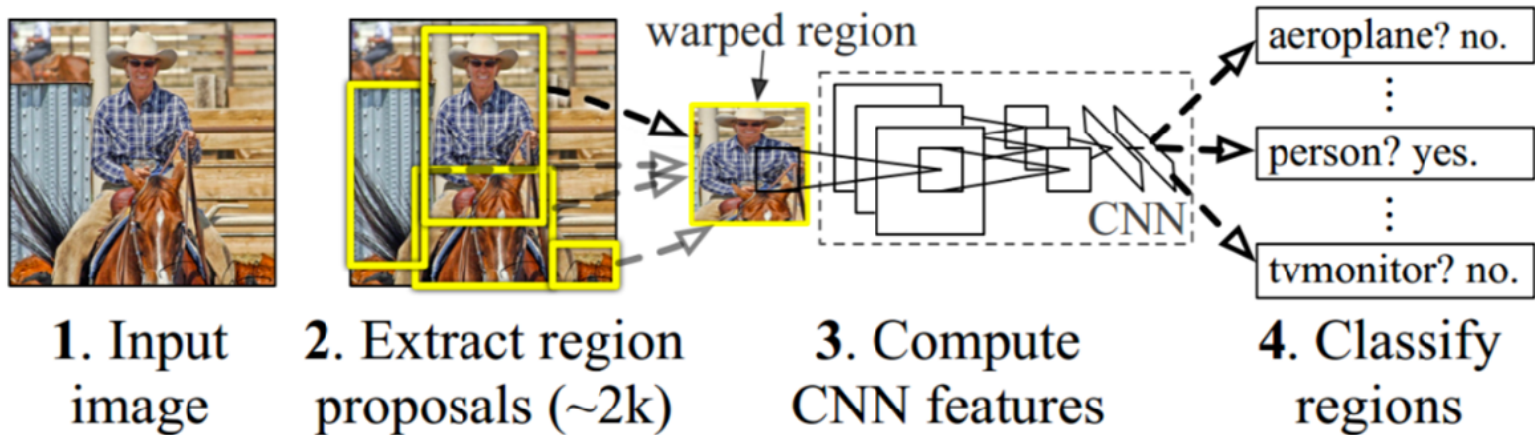 warped region
aeroplane? no.
⋮
person? yes.
CNN
⋮
tvmonitor? no.
1. Input
image
2. Extract region
proposals (~2k)
3. Compute
CNN features
4. Classify
regions